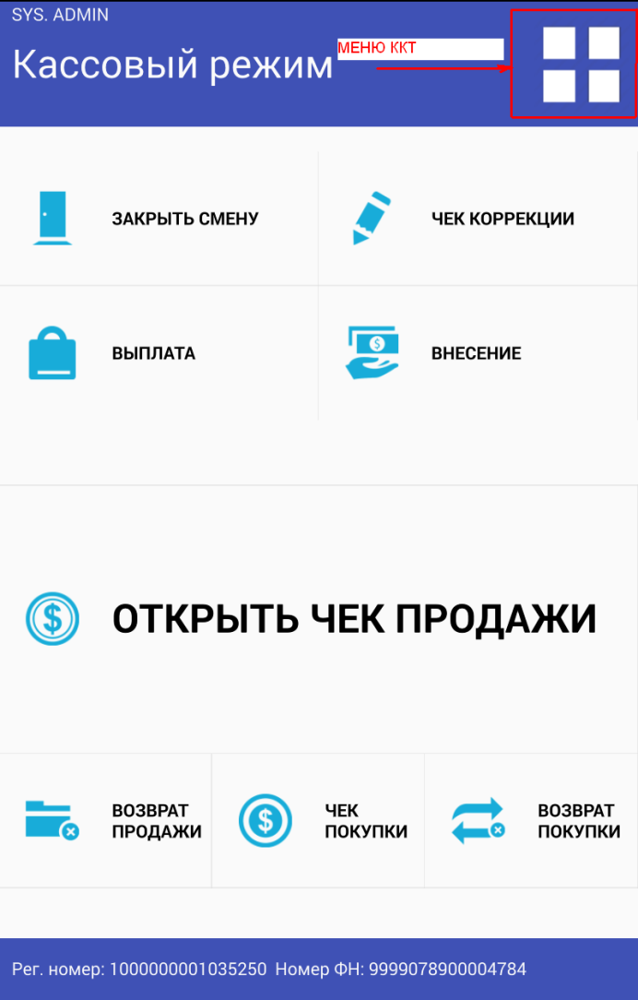 SYS. ADMIN
Кассовый режим
МЕНЮ ККТ
ЗАКРЫТЬ СМЕНУ
ЧЕК КОРРЕКЦИИ
ВЫПЛАТА
ВНЕСЕНИЕ
ОТКРЫТЬ ЧЕК ПРОДАЖИ
ВОЗВРАТ
ПРОДАЖИ
ЧЕК
ПОКУПКИ
ВОЗВРАТ
ПОКУПКИ
Рег. номер: 1000000001035250 Номер ФН: 9999078900004784